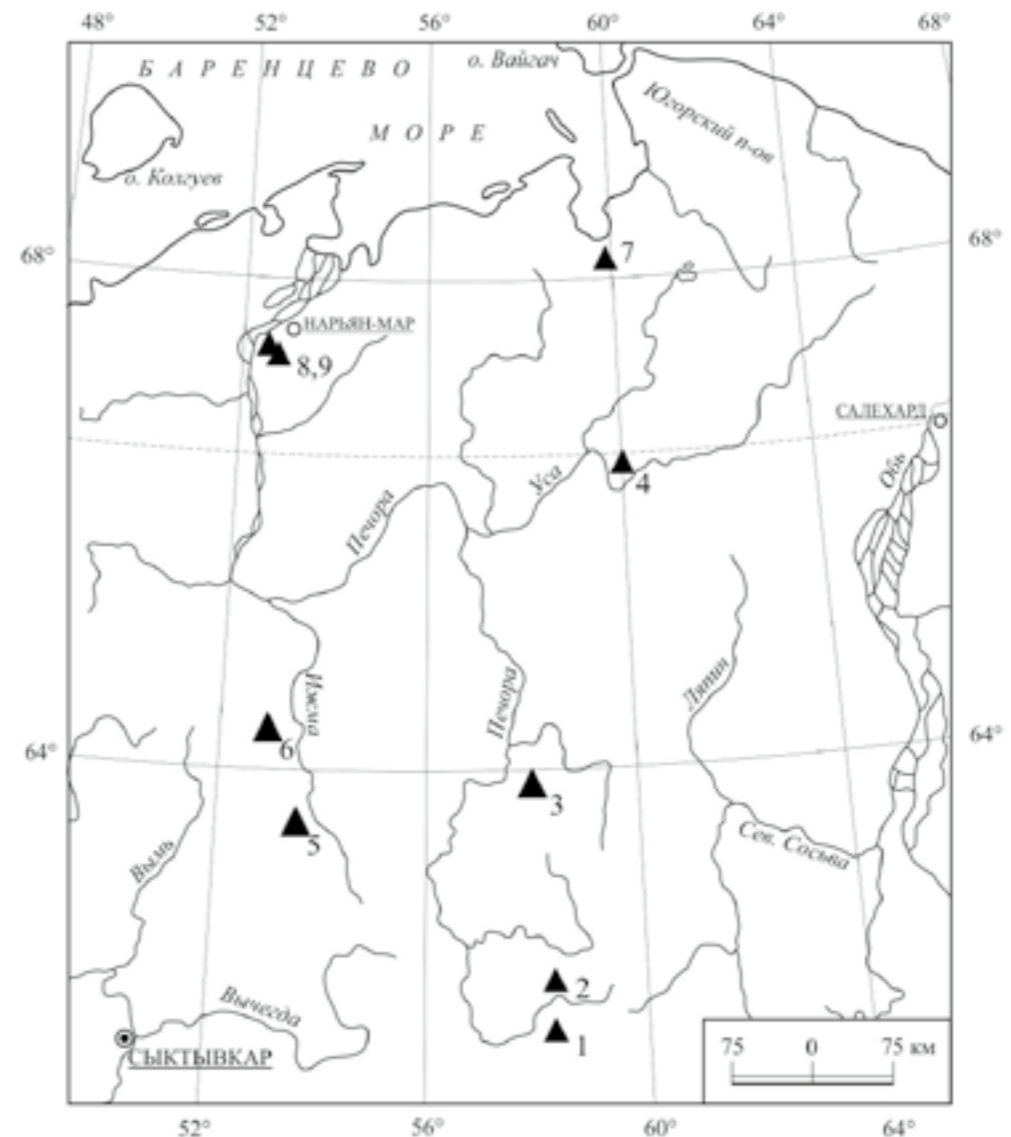 48° 52° 56° 60° 64° 68°
БАРЕНЦЕВО
о. Вайгач
МОРЕ
Югорский п-ов
о. Колгуев
68° 68°
7
НАРЬЯН-МАР
8,9
САЛЕХАРД
4
Уса
Обь
Печора
Ижма
Печора
Ляпин
6
64° 64°
3
5
Вымь
Сев. Сосьва
2
Вычегда
1
СЫКТЫВКАР
75 0 75 км
52° 56° 60° 64°